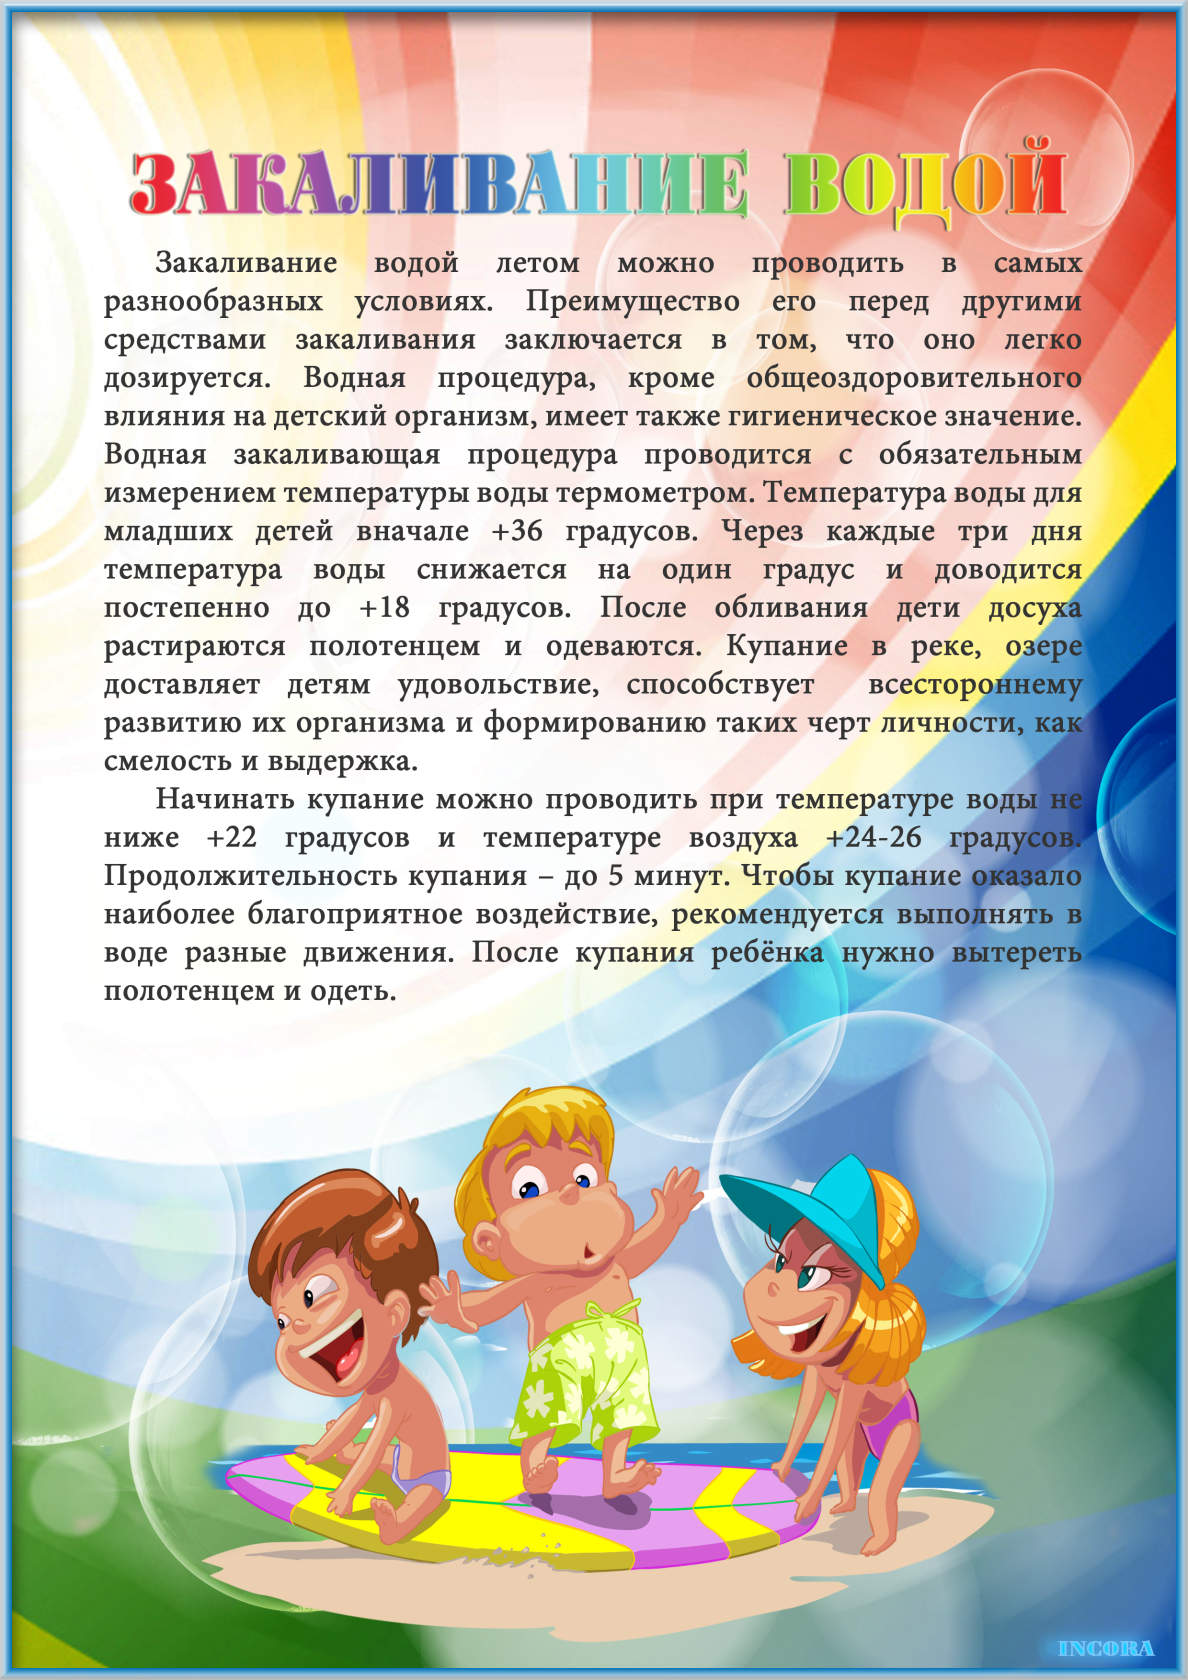 ЗАКАЛИВАНИЕ ВОДОЙ
Закаливание водой летом можно проводить в самых
разнообразных условиях. Преимущество его перед другими
средствами закаливания заключается в том, что оно легко
дозируется. Водная процедура, кроме общеоздоровительного
влияния на детский организм, имеет также гигиеническое значение.
Водная закаливающая процедура проводится с обязательным
измерением температуры воды термометром. Температура воды для
младших детей вначале +36 градусов. Через каждые три дня
температура воды снижается на один градус и доводится
постепенно до +18 градусов. После обливания дети досуха
растираются полотенцем и одеваются. Купание в реке, озере
доставляет детям удовольствие, способствует всестороннему
развитию их организма и формированию таких черт личности, как
смелость и выдержка.
Начинать купание можно проводить при температуре воды не
ниже +22 градусов и температуре воздуха +24-26 градусов.
Продолжительность купания – до 5 минут. Чтобы купание оказало
наиболее благоприятное воздействие, рекомендуется выполнять в
воде разные движения. После купания ребёнка нужно вытереть
полотенцем и одеть.
INCORA